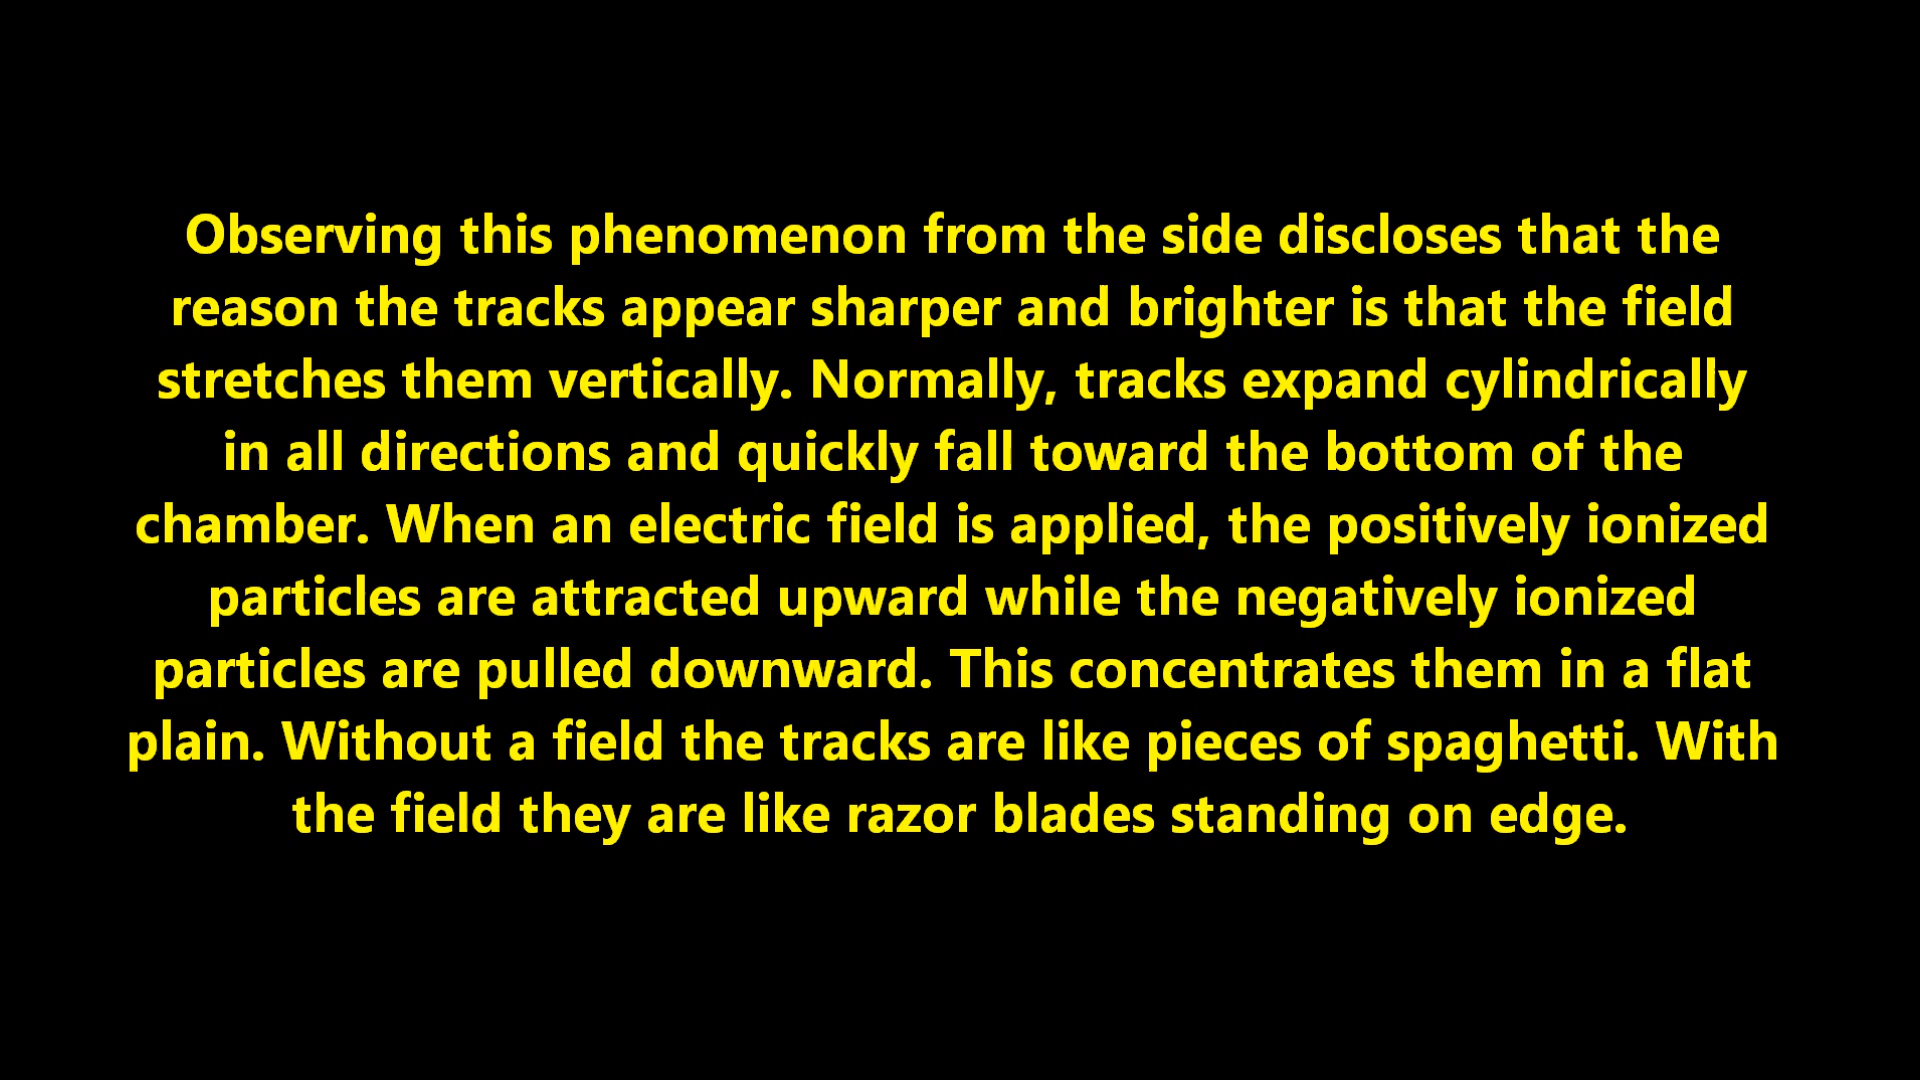 Observing this phenomenon from the side discloses that the
reason the tracks appear sharper and brighter is that the field
stretches them vertically. Normally, tracks expand cylindrically
in all directions and quickly fall toward the bottom of the
chamber. When an electric field is applied, the positively ionized
particles are attracted upward while the negatively ionized
particles are pulled downward. This concentrates them in a flat
plain. Without a field the tracks are like pieces of spaghetti. With
the field they are like razor blades standing on edge.